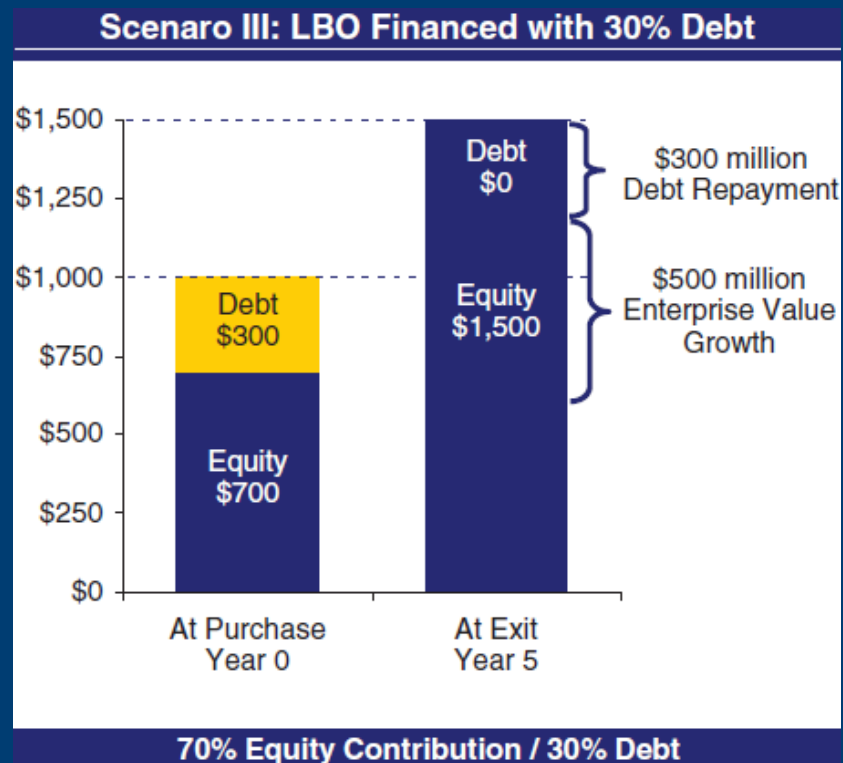 Scenaro III: LBO Financed with 30% Debt
$1,500
$1,250
$1,000
$750
$500
$250
$0
Debt
$300
Equity
$700
Debt
$0
Equity
$1,500
$300 million
Debt Repayment
$500 million
Enterprise Value
Growth
At Purchase
Year 0
At Exit
Year 5
70% Equity Contribution / 30% Debt